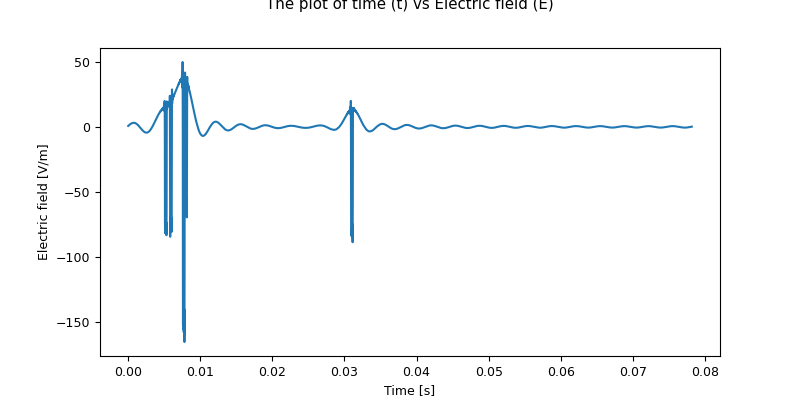 The plot of time (t) vs Electric field (E)
50
0
−50
−100
−150
Electric field [V/m]
0.00 0.01 0.02 0.03 0.04 0.05 0.06 0.07 0.08
Time [s]